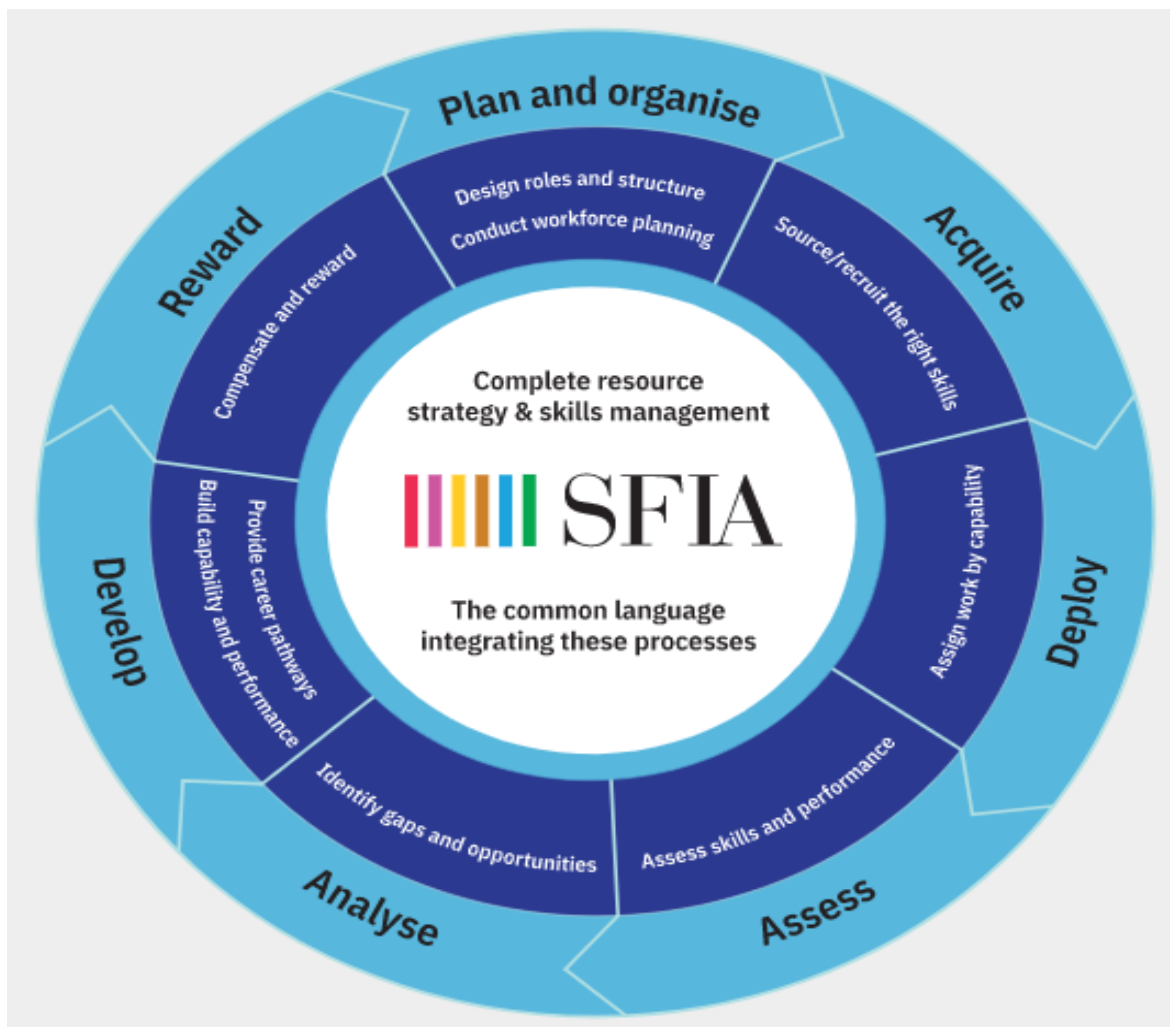 Plan and organise
Design roles and structure
Conduct workforce planning
Acquire
Source/recruit the right skills
Deploy
Assign work by capability
Assess
Assess skills and performance
Analyse
Identify gaps and opportunities
Develop
Provide career pathways
Build capability and performance
Reward
Compensate and reward
Complete resource
strategy & skills management
SFIA
The common language
integrating these processes